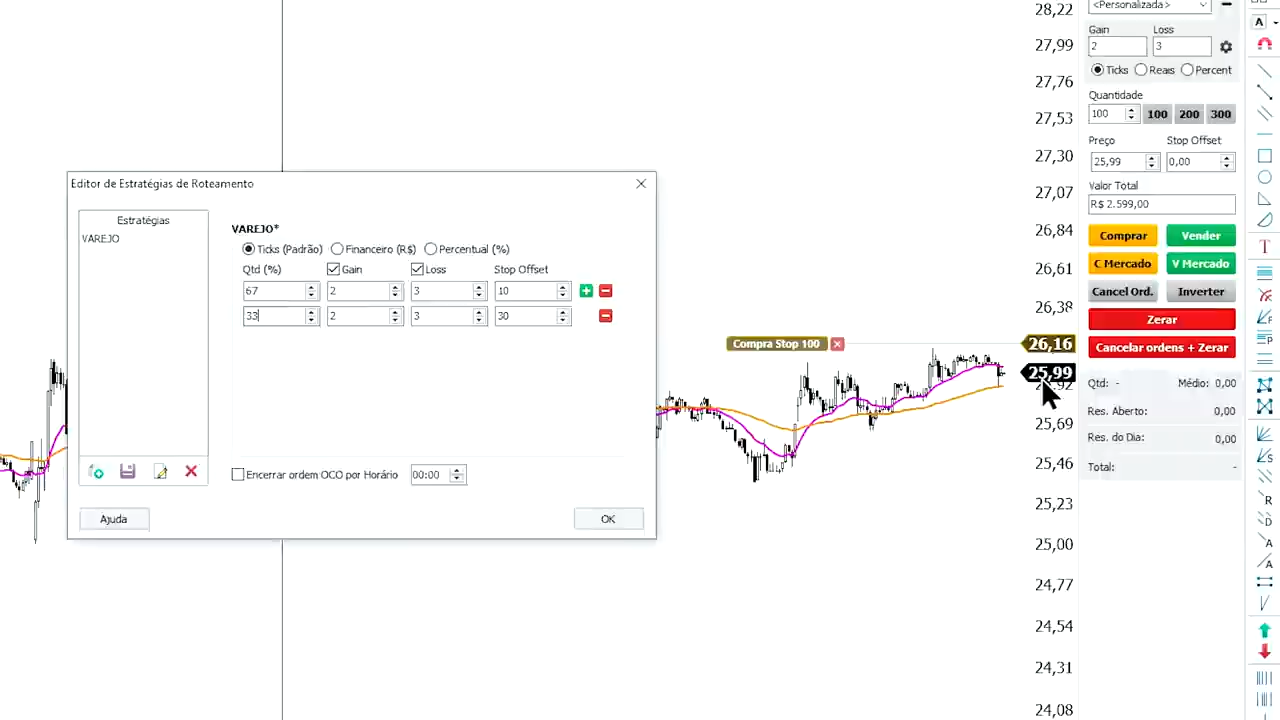 Editor de Estratégias de Roteamento
Estratégias
VAREJO
VAREJO*
Ticks (Padrão) Financeiro (R$) Percentual (%)
Qtd (%) Gain Loss Stop Offset
67 2 3 10
33 2 3 30
Encerrar ordem OCO por Horário 00:00
Ajuda OK
Compra Stop 100
28,22
27,99
27,76
27,53
27,30
27,07
26,84
26,61
26,38
26,16
25,99
25,92
25,69
25,46
25,23
25,00
24,77
24,54
24,31
24,08
<Personalizada>
Gain Loss
2 3
Ticks Reais Percent
Quantidade
100 100 200 300
Preço Stop Offset
25,99 0,00
Valor Total
R$ 2.599,00
Comprar Vender
C Mercado V Mercado
Cancel Ord. Inverter
Zerar
Cancelar ordens + Zerar
Qtd: - Médio: 0,00
Res. Aberto: 0,00
Res. do Dia: 0,00
Total: -
A
T
F
P
S
R
D
A
A